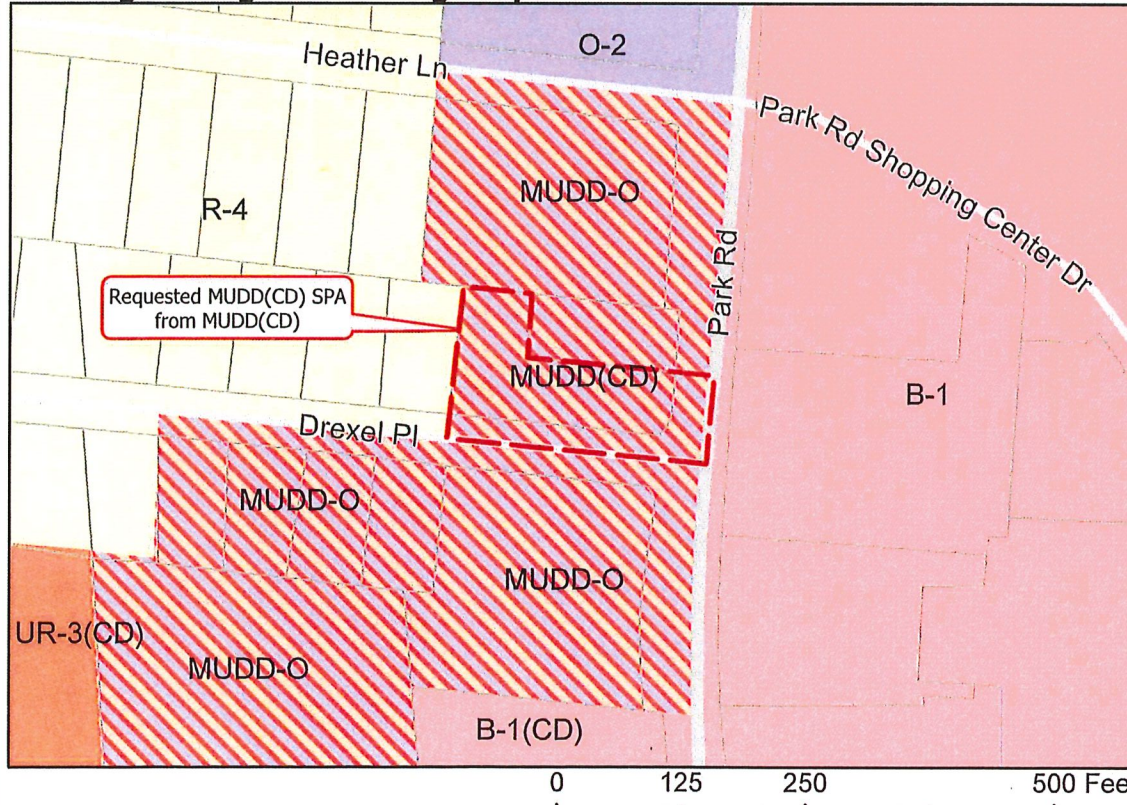 O-2
Heather Ln
Park Rd Shopping Center Dr
MUDD-O
R-4
Park Rd
Requested MUDD(CD) SPA
from MUDD(CD)
MUDD(CD)
B-1
Drexel Pl
MUDD-O
MUDD-O
UR-3(CD)
MUDD-O
B-1(CD)
0 125 250 500 Fee